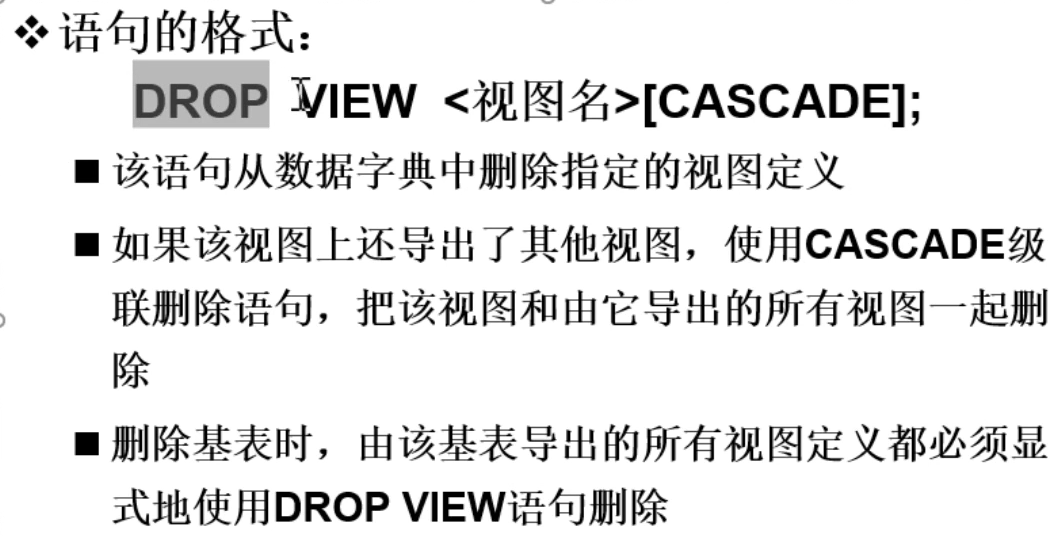 ❖语句的格式：
DROP VIEW <视图名>[CASCADE];
■ 该语句从数据字典中删除指定的视图定义
■ 如果该视图上还导出了其他视图，使用CASCADE级
联删除语句，把该视图和由它导出的所有视图一起删
除
■ 删除基表时，由该基表导出的所有视图定义都必须显
式地使用DROP VIEW语句删除